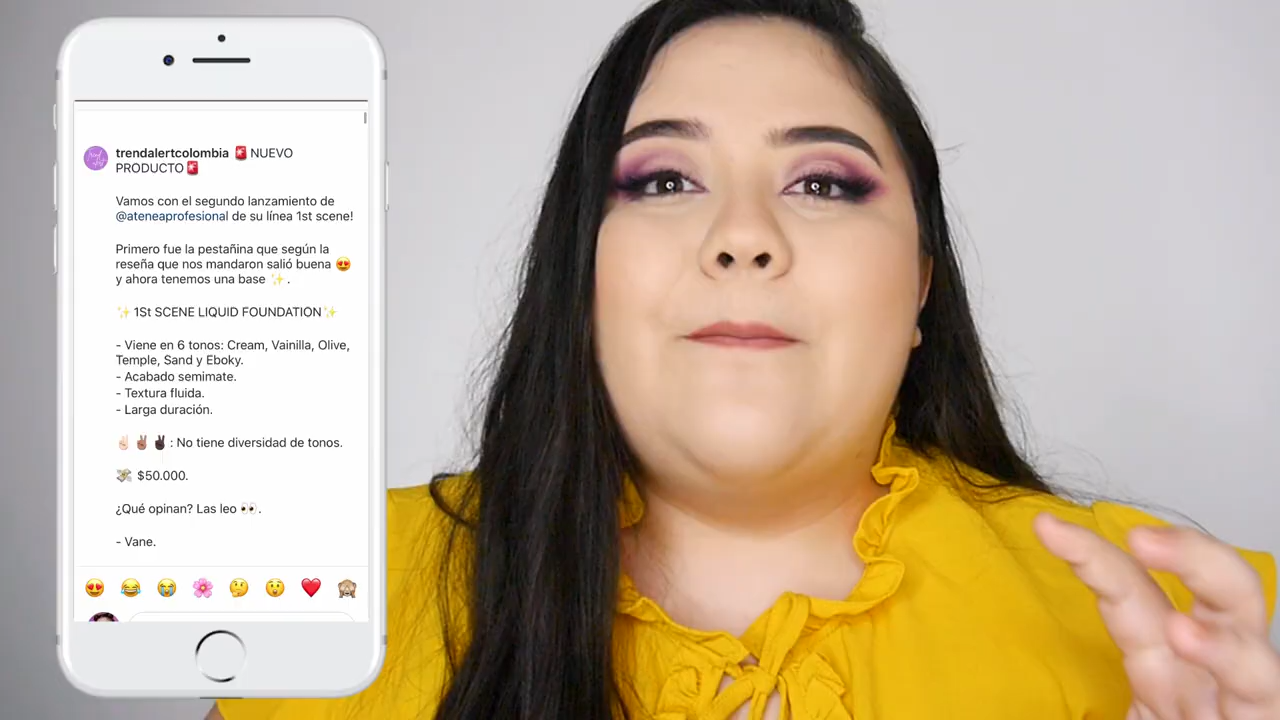 trendalertcolombia 🚨NUEVO
PRODUCTO🚨
Vamos con el segundo lanzamiento de
@ateneaprofesional de su línea 1st scene!
Primero fue la pestañina que según la
reseña que nos mandaron salió buena 😍
y ahora tenemos una base ✨.
✨1St SCENE LIQUID FOUNDATION✨
- Viene en 6 tonos: Cream, Vainilla, Olive,
Temple, Sand y Eboky.
- Acabado semimate.
- Textura fluida.
- Larga duración.
✌🏻✌🏽✌🏿: No tiene diversidad de tonos.
💸 $50.000.
¿Qué opinan? Las leo 👀.
- Vane.